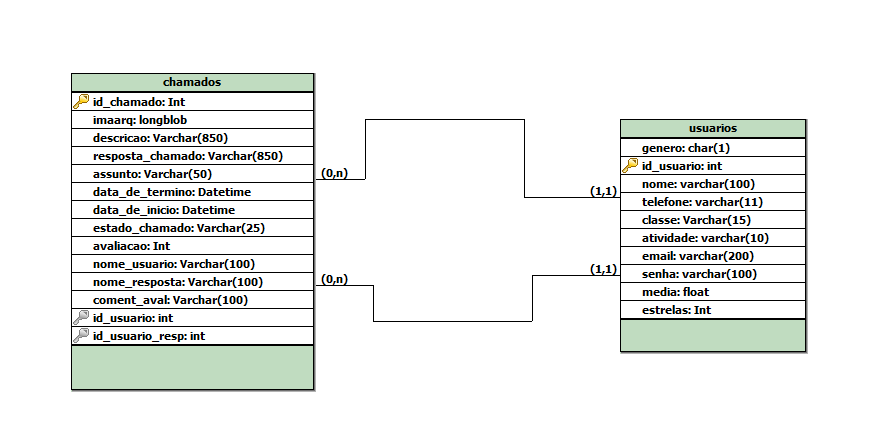 chamados
id_chamado: Int
imaarq: longblob
descricao: Varchar(850)
resposta_chamado: Varchar(850)
assunto: Varchar(50)
data_de_termino: Datetime
data_de_inicio: Datetime
estado_chamado: Varchar(25)
avaliacao: Int
nome_usuario: Varchar(100)
nome_resposta: Varchar(100)
coment_aval: Varchar(100)
id_usuario: int
id_usuario_resp: int
(0,n)
(1,1)
(0,n)
(1,1)
usuarios
genero: char(1)
id_usuario: int
nome: varchar(100)
telefone: varchar(11)
classe: Varchar(15)
atividade: varchar(10)
email: varchar(200)
senha: varchar(100)
media: float
estrelas: Int